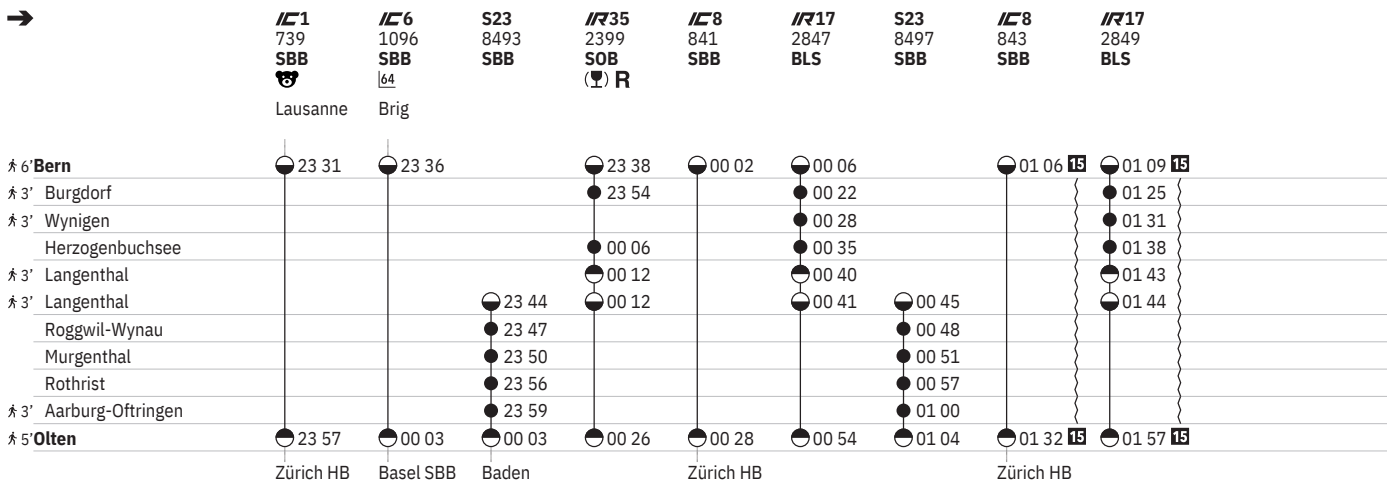 IC1 IC6 S23 IR35 IC8 IR17 S23 IC8 IR17
739 1096 8493 2399 841 2847 8497 843 2849
SBB SBB SBB SOB SBB BLS SBB SBB BLS
64 R
Lausanne Brig
6' Bern 23 31 23 36 23 38 00 02 00 06 01 06 15 01 09 15
3' Burgdorf 23 54 00 22 01 25
3' Wynigen 00 28 01 31
Herzogenbuchsee 00 06 00 35 01 38
3' Langenthal 00 12 00 40 01 43
3' Langenthal 23 44 00 12 00 41 00 45 01 44
Roggwil-Wynau 23 47 00 48
Murgenthal 23 50 00 51
Rothrist 23 56 00 57
3' Aarburg-Oftringen 23 59 01 00
5' Olten 23 57 00 03 00 03 00 26 00 28 00 54 01 04 01 32 15 01 57 15
Zürich HB Basel SBB Baden Zürich HB Zürich HB